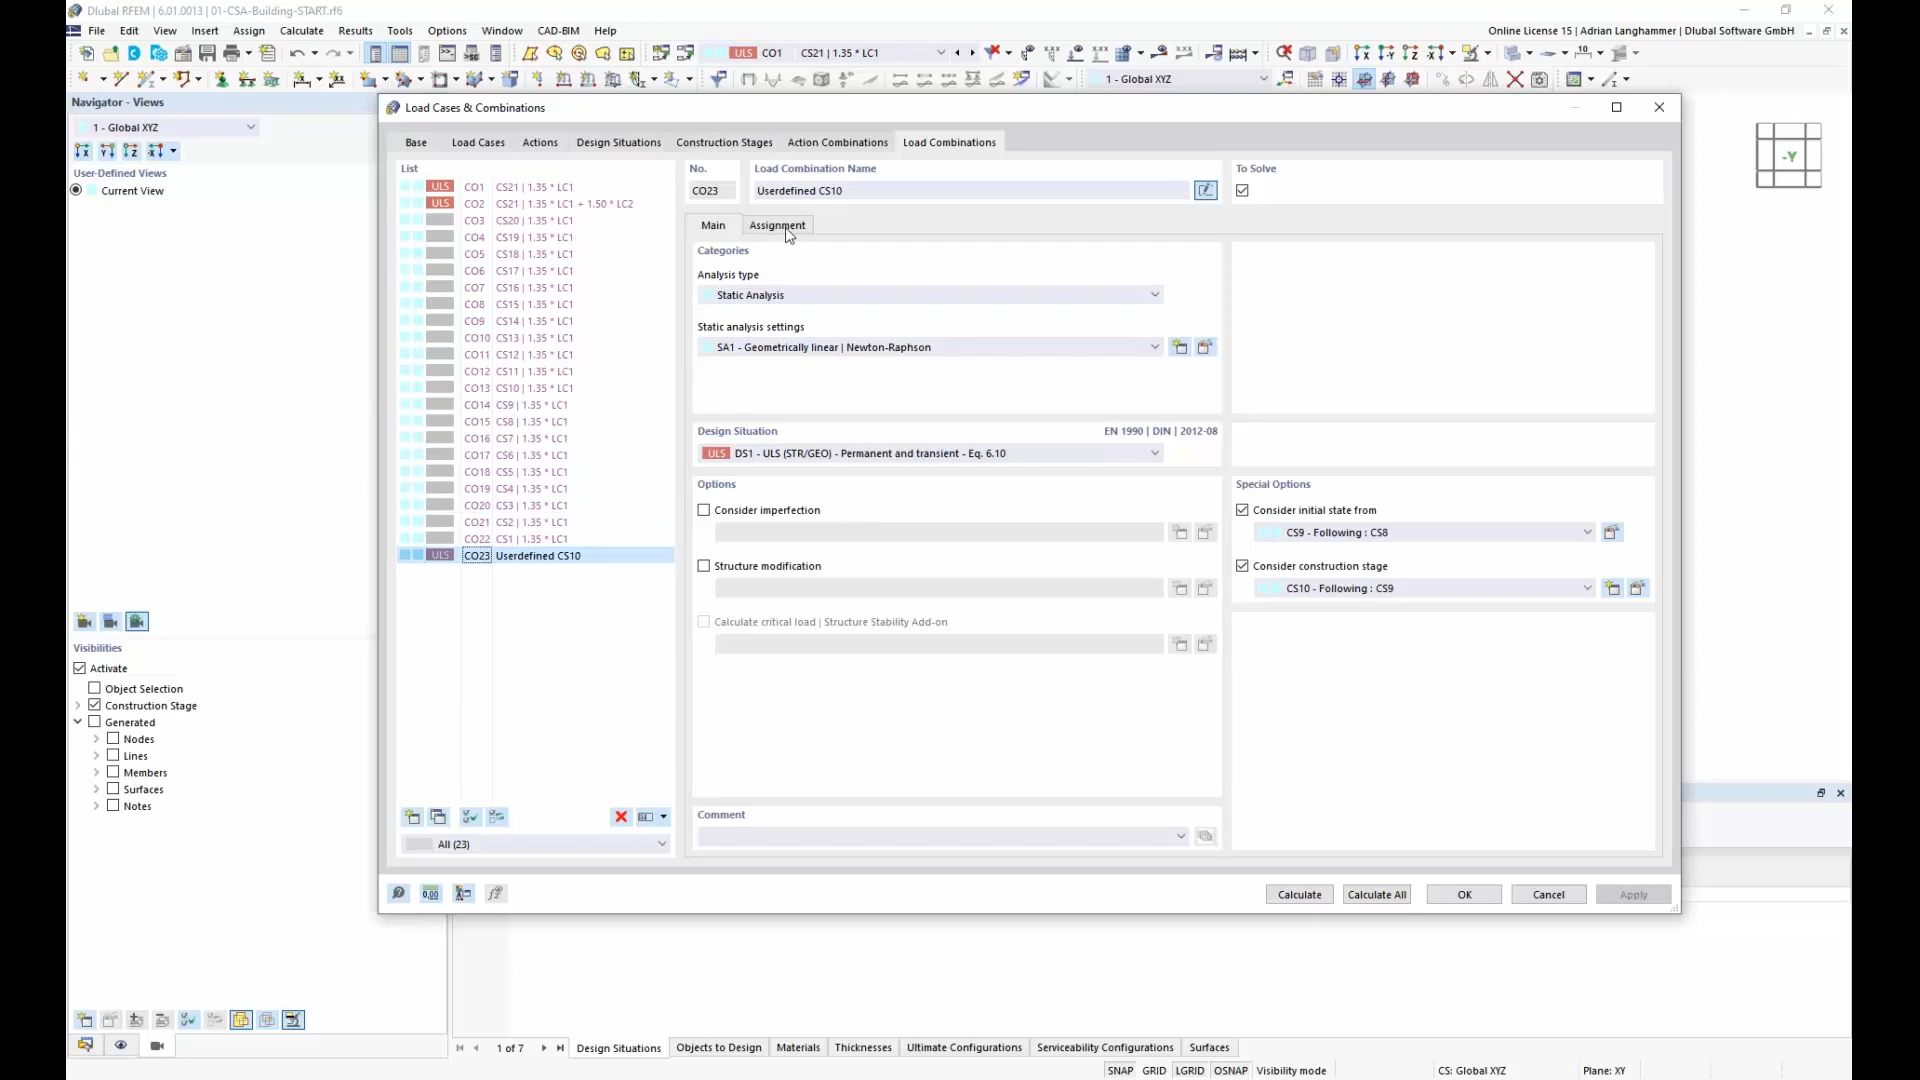 Dlubal RFEM | 6.01.0013 | 01-CSA-Building-START.rf6
File Edit View Insert Assign Calculate Results Tools Options Window CAD-BIM Help
Online License 15 | Adrian Langhammer | Dlubal Software GmbH
ULS CO1 CS21 | 1.35 * LC1
1 - Global XYZ
Navigator - Views
1 - Global XYZ
User-Defined Views
Current View
Visibilities
Activate
Object Selection
Construction Stage
Generated
Nodes
Lines
Members
Surfaces
Notes
Load Cases & Combinations
Base Load Cases Actions Design Situations Construction Stages Action Combinations Load Combinations
List
ULS CO1 CS21 | 1.35 * LC1
ULS CO2 CS21 | 1.35 * LC1 + 1.50 * LC2
CO3 CS20 | 1.35 * LC1
CO4 CS19 | 1.35 * LC1
CO5 CS18 | 1.35 * LC1
CO6 CS17 | 1.35 * LC1
CO7 CS16 | 1.35 * LC1
CO8 CS15 | 1.35 * LC1
CO9 CS14 | 1.35 * LC1
CO10 CS13 | 1.35 * LC1
CO11 CS12 | 1.35 * LC1
CO12 CS11 | 1.35 * LC1
CO13 CS10 | 1.35 * LC1
CO14 CS9 | 1.35 * LC1
CO15 CS8 | 1.35 * LC1
CO16 CS7 | 1.35 * LC1
CO17 CS6 | 1.35 * LC1
CO18 CS5 | 1.35 * LC1
CO19 CS4 | 1.35 * LC1
CO20 CS3 | 1.35 * LC1
CO21 CS2 | 1.35 * LC1
CO22 CS1 | 1.35 * LC1
ULS CO23 Userdefined CS10
All (23)
No.
CO23
Load Combination Name
Userdefined CS10
To Solve
Main Assignment
Categories
Analysis type
Static Analysis
Static analysis settings
SA1 - Geometrically linear | Newton-Raphson
Design Situation EN 1990 | DIN | 2012-08
ULS DS1 - ULS (STR/GEO) - Permanent and transient - Eq. 6.10
Options
Consider imperfection
Structure modification
Calculate critical load | Structure Stability Add-on
Special Options
Consider initial state from
CS9 - Following : CS8
Consider construction stage
CS10 - Following : CS9
Comment
Calculate Calculate All OK Cancel Apply
-Y
1 of 7 Design Situations Objects to Design Materials Thicknesses Ultimate Configurations Serviceability Configurations Surfaces
SNAP GRID LGRID OSNAP Visibility mode CS: Global XYZ Plane: XY